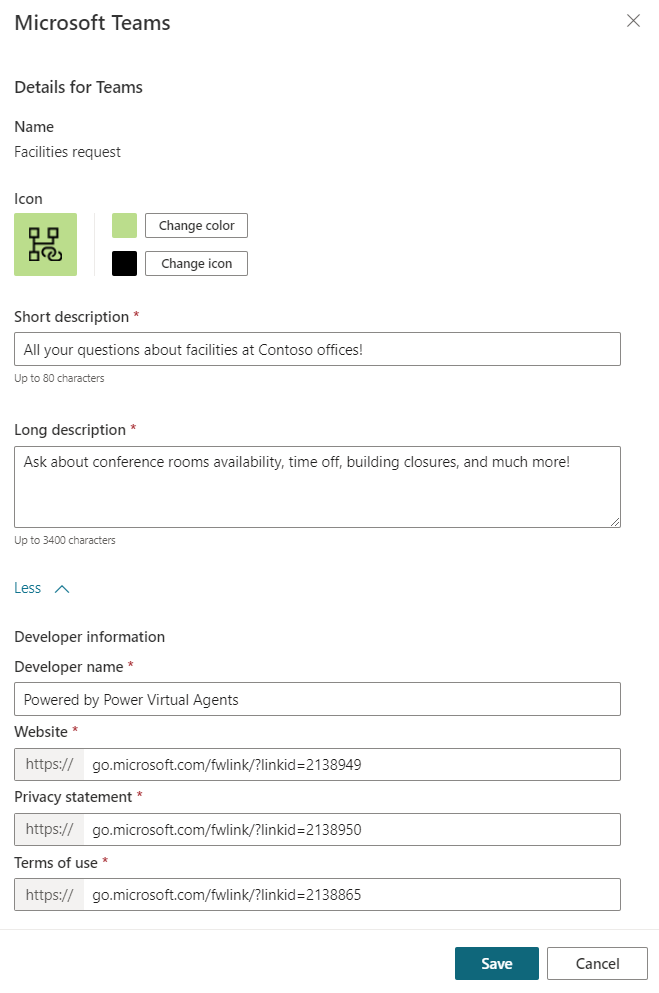 Microsoft Teams
Details for Teams
Name
Facilities request
Icon
Change color
Change icon
Short description *
All your questions about facilities at Contoso offices!
Up to 80 characters
Long description *
Ask about conference rooms availability, time off, building closures, and much more!
Up to 3400 characters
Less
Developer information
Developer name *
Powered by Power Virtual Agents
Website *
https:// go.microsoft.com/fwlink/?linkid=2138949
Privacy statement *
https:// go.microsoft.com/fwlink/?linkid=2138950
Terms of use *
https:// go.microsoft.com/fwlink/?linkid=2138865
Save Cancel